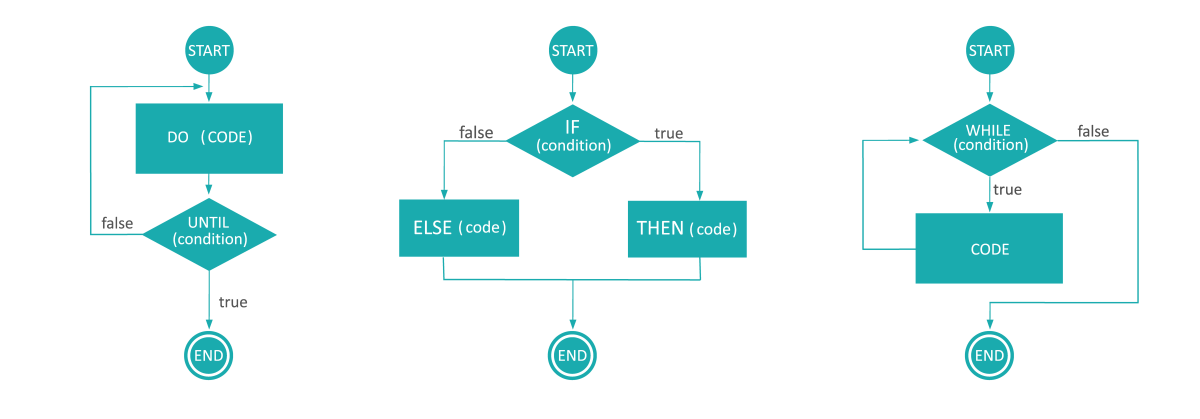 START
DO (CODE)
UNTIL
(condition)
false
true
END
START
IF
(condition)
false
true
ELSE (code)
THEN (code)
END
START
WHILE
(condition)
false
true
CODE
END